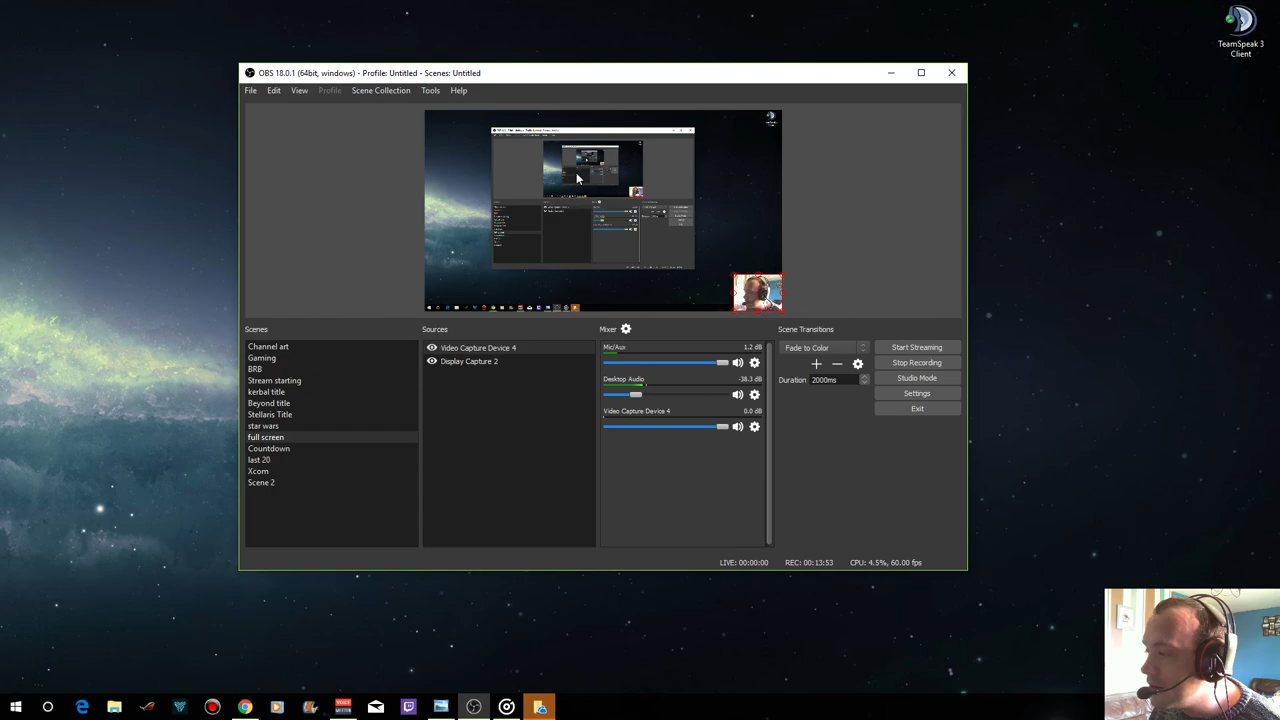 TeamSpeak 3
Client
OBS 18.0.1 (64bit, windows) - Profile: Untitled - Scenes: Untitled
File Edit View Profile Scene Collection Tools Help
Scenes
Channel art
Gaming
BRB
Stream starting
kerbal title
Beyond title
Stellaris Title
star wars
full screen
Countdown
last 20
Xcom
Scene 2
Sources
Video Capture Device 4
Display Capture 2
Mixer
Mic/Aux 1.2 dB
Desktop Audio -38.3 dB
Video Capture Device 4 0.0 dB
Scene Transitions
Fade to Color
Duration 2000ms
Start Streaming
Stop Recording
Studio Mode
Settings
Exit
LIVE: 00:00:00 REC: 00:13:53 CPU: 4.5%, 60.00 fps